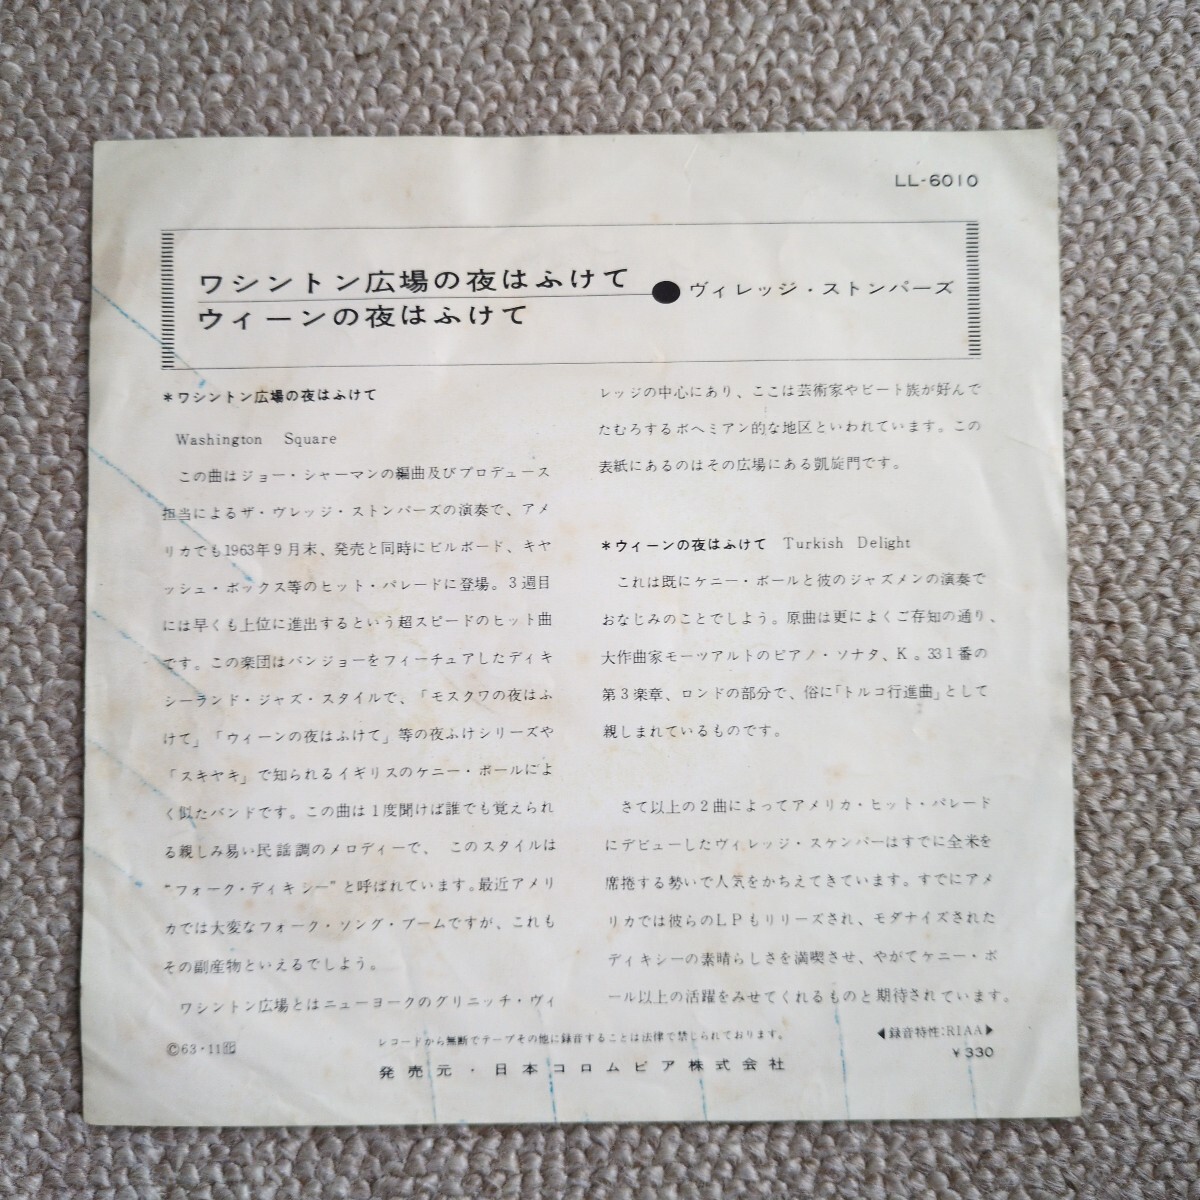 LL-6010
ワシントン広場の夜はふけて
ウィーンの夜はふけて
●ヴィレッジ・ストンパーズ
*ワシントン広場の夜はふけて
Washington Square
この曲はジョー・シャーマンの編曲及びプロデュース
担当によるザ・ヴレッジ・ストンパーズの演奏で、アメ
リカでも1963年9月末、発売と同時にビルボード、キャ
ッシュ・ボックス等のヒット・パレードに登場。3週目
には早くも上位に進出するという超スピードのヒット曲
です。この楽団はバンジョーをフィーチュアしたディキ
シーランド・ジャズ・スタイルで、「モスクワの夜はふ
けて」「ウィーンの夜はふけて」等の夜ふけシリーズや
「スキヤキ」で知られるイギリスのケニー・ボールによ
く似たバンドです。この曲は1度聞けば誰でも覚えられ
る親しみ易い民謡調のメロディーで、このスタイルは
"フォーク・ディキシー"と呼ばれています。最近アメリ
カでは大変なフォーク・ソング・ブームですが、これも
その副産物といえるでしよう。
ワシントン広場とはニューヨークのグリニッチ・ヴィ
レッジの中心にあり、ここは芸術家やビート族が好んで
たむろするボヘミアン的な地区といわれています。この
表紙にあるのはその広場にある凱旋門です。
*ウィーンの夜はふけて Turkish Delight
これは既にケニー・ボールと彼のジャズメンの演奏で
おなじみのことでしよう。原曲は更によくご存知の通り、
大作曲家モーツアルトのピアノ・ソナタ、K。331番の
第3楽章、ロンドの部分で、俗に「トルコ行進曲」として
親しまれているものです。
さて以上の2曲によってアメリカ・ヒット・パレード
にデビューしたヴィレッジ・スケンパーはすでに全米を
席捲する勢いで人気をかちえてきています。すでにアメ
リカでは彼らのLPもリリーズされ、モダナイズされた
ディキシーの素晴らしさを満喫させ、やがてケニー・ボ
ール以上の活躍をみせてくれるものと期待されています。
レコードから無断でテープその他に録音することは法律で禁じられております。
◀録音特性:RIAA▶
Ⓒ63・11
¥330
発売元・日本コロムビア株式会社